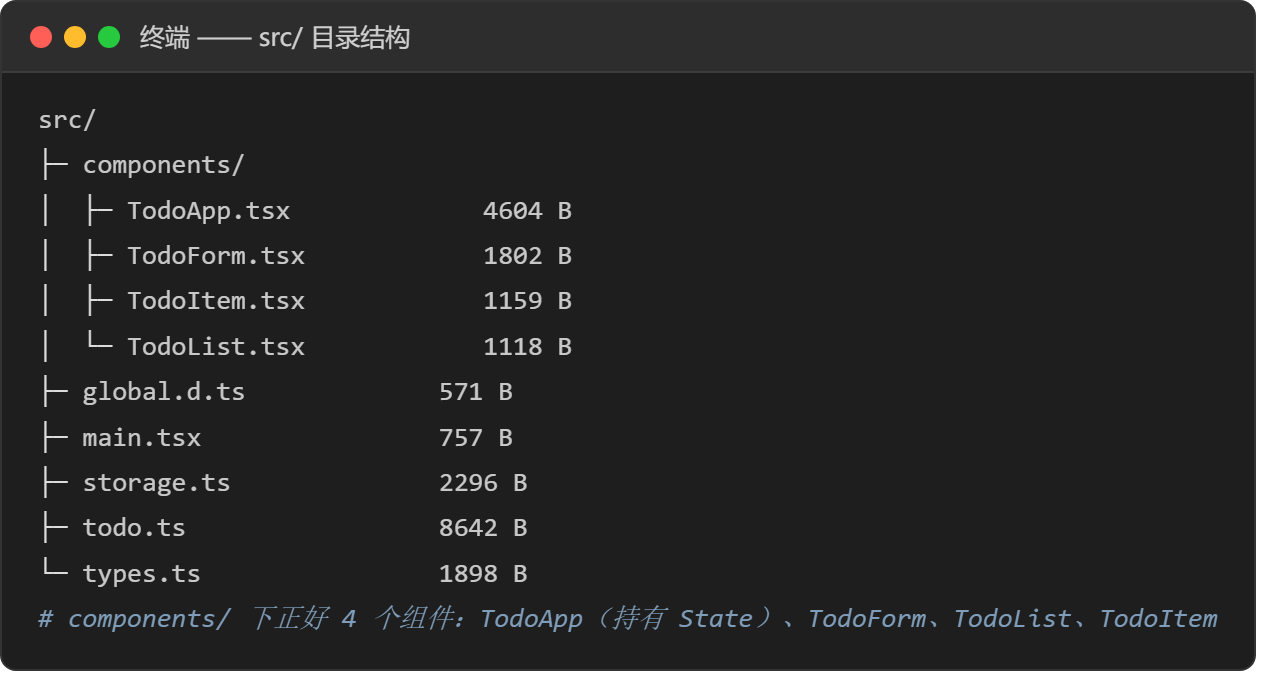 终端 —— src/ 目录结构
src/
├─ components/
│  ├─ TodoApp.tsx             4604 B
│  ├─ TodoForm.tsx            1802 B
│  ├─ TodoItem.tsx            1159 B
│  └─ TodoList.tsx            1118 B
├─ global.d.ts             571 B
├─ main.tsx                757 B
├─ storage.ts              2296 B
├─ todo.ts                 8642 B
└─ types.ts                1898 B
# components/ 下正好 4 个组件：TodoApp（持有 State）、TodoForm、TodoList、TodoItem